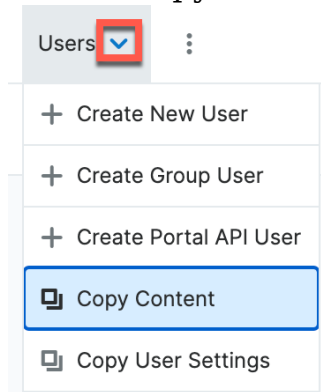 Users
Create New User
Create Group User
Create Portal API User
Copy Content
Copy User Settings